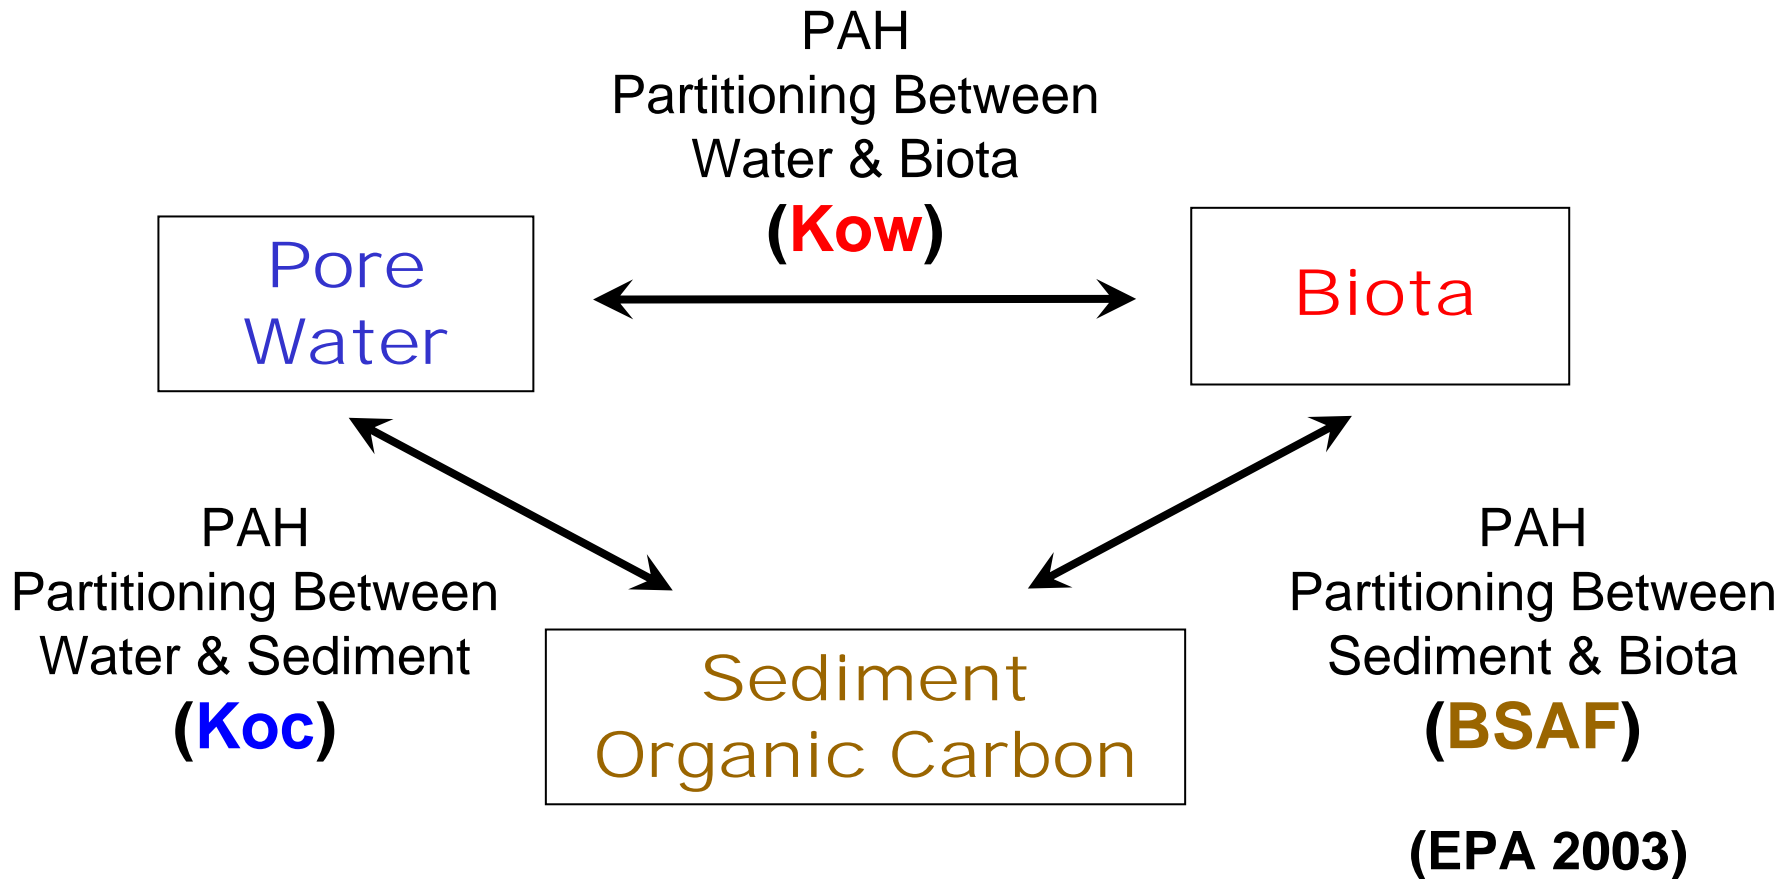 PAH
Partitioning Between
Water & Biota
(Kow)
Pore
Water
Biota
PAH
Partitioning Between
Water & Sediment
(Koc)
Sediment
Organic Carbon
PAH
Partitioning Between
Sediment & Biota
(BSAF)
(EPA 2003)